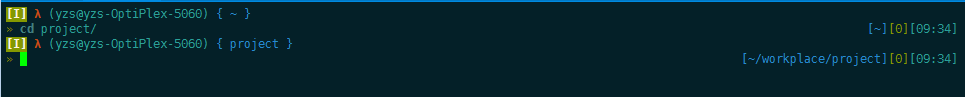 [I] λ (yzs@yzs-OptiPlex-5060) { ~ }
» cd project/ [~][0][09:34]
[I] λ (yzs@yzs-OptiPlex-5060) { project }
» [~/workplace/project][0][09:34]